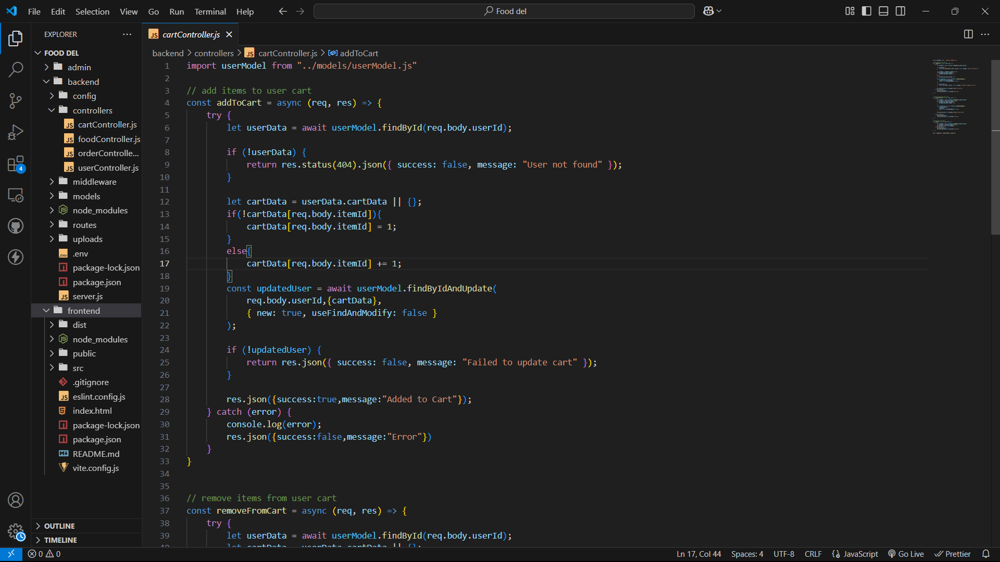 File Edit Selection View Go Run Terminal Help
Food del
EXPLORER
FOOD DEL
admin
backend
config
controllers
cartController.js
foodController.js
orderControlle...
userController.js
middleware
models
node_modules
routes
uploads
.env
package-lock.json
package.json
server.js
frontend
dist
node_modules
public
src
.gitignore
eslint.config.js
index.html
package-lock.json
package.json
README.md
vite.config.js
OUTLINE
TIMELINE
4
JS cartController.js
backend > controllers > JS cartController.js > addToCart
1 import userModel from "../models/userModel.js"
2
3 // add items to user cart
4 const addToCart = async (req, res) => {
5 try {
6 let userData = await userModel.findById(req.body.userId);
7
8 if (!userData) {
9 return res.status(404).json({ success: false, message: "User not found" });
10 }
11
12 let cartData = userData.cartData || {};
13 if(!cartData[req.body.itemId]){
14 cartData[req.body.itemId] = 1;
15 }
16 else{
17 cartData[req.body.itemId] += 1;
18 }
19 const updatedUser = await userModel.findByIdAndUpdate(
20 req.body.userId,{cartData},
21 { new: true, useFindAndModify: false }
22 );
23
24 if (!updatedUser) {
25 return res.json({ success: false, message: "Failed to update cart" });
26 }
27
28 res.json({success:true,message:"Added to Cart"});
29 } catch (error) {
30 console.log(error);
31 res.json({success:false,message:"Error"})
32 }
33 }
34
35
36 // remove items from user cart
37 const removeFromCart = async (req, res) => {
38 try {
39 let userData = await userModel.findById(req.body.userId);
0 0
Ln 17, Col 44 Spaces: 4 UTF-8 CRLF {} JavaScript Go Live Prettier